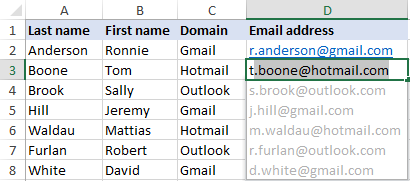 A B C D
1 Last name First name Domain Email address
2 Anderson Ronnie Gmail r.anderson@gmail.com
3 Boone Tom Hotmail t.boone@hotmail.com
4 Brook Sally Outlook s.brook@outlook.com
5 Hill Jeremy Gmail j.hill@gmail.com
6 Waldau Mattias Hotmail m.waldau@hotmail.com
7 Furlan Robert Outlook r.furlan@outlook.com
8 White David Gmail d.white@gmail.com